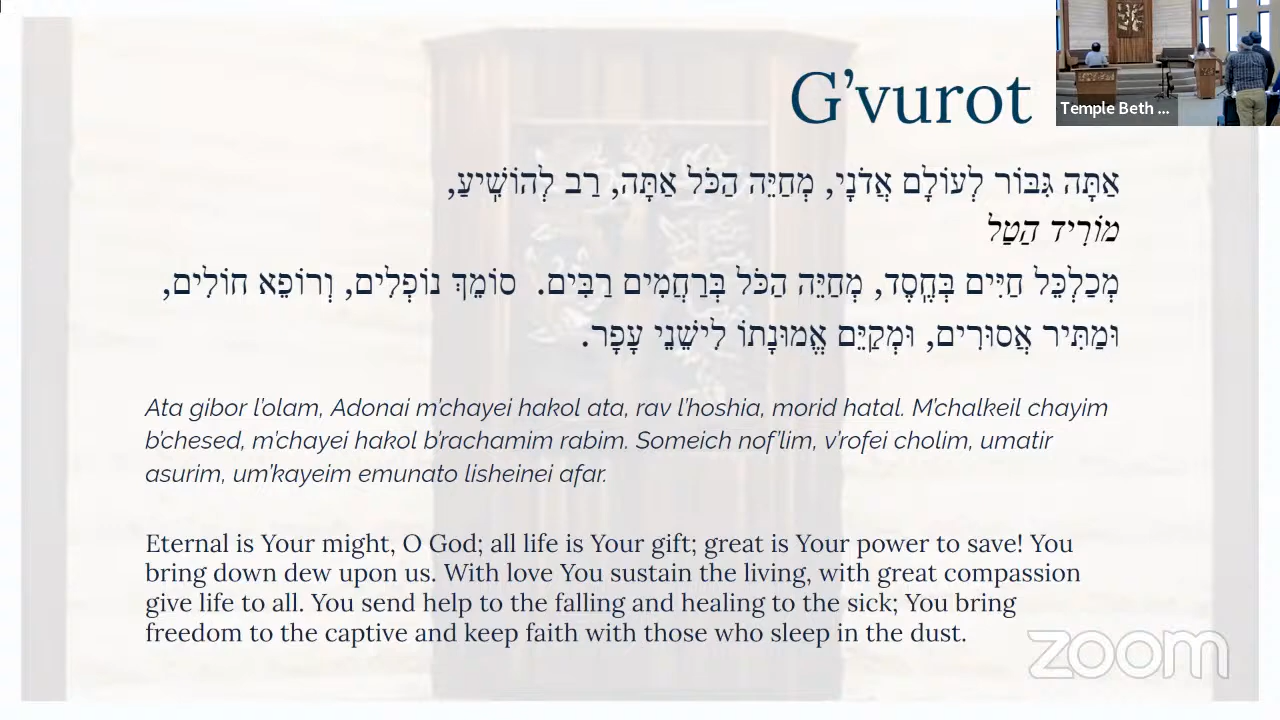 G'vurot
Temple Beth ...
אַתָּה גִּבּוֹר לְעוֹלָם אֲדֹנָי, מְחַיֵּה הַכֹּל אַתָּה, רַב לְהוֹשִֽׁיעַ,
מוֹרִיד הַטַּל
מְכַלְכֵּל חַיִּים בְּחֶֽסֶד, מְחַיֵּה הַכֹּל בְּרַחֲמִים רַבִּים. סוֹמֵךְ נוֹפְלִים, וְרוֹפֵא חוֹלִים,
וּמַתִּיר אֲסוּרִים, וּמְקַיֵּם אֱמוּנָתוֹ לִישֵׁנֵי עָפָר.
Ata gibor l'olam, Adonai m'chayei hakol ata, rav l'hoshia, morid hatal. M'chalkeil chayim
b'chesed, m'chayei hakol b'rachamim rabim. Someich nof'lim, v'rofei cholim, umatir
asurim, um'kayeim emunato lisheinei afar.
Eternal is Your might, O God; all life is Your gift; great is Your power to save! You
bring down dew upon us. With love You sustain the living, with great compassion
give life to all. You send help to the falling and healing to the sick; You bring
freedom to the captive and keep faith with those who sleep in the dust.
zoom